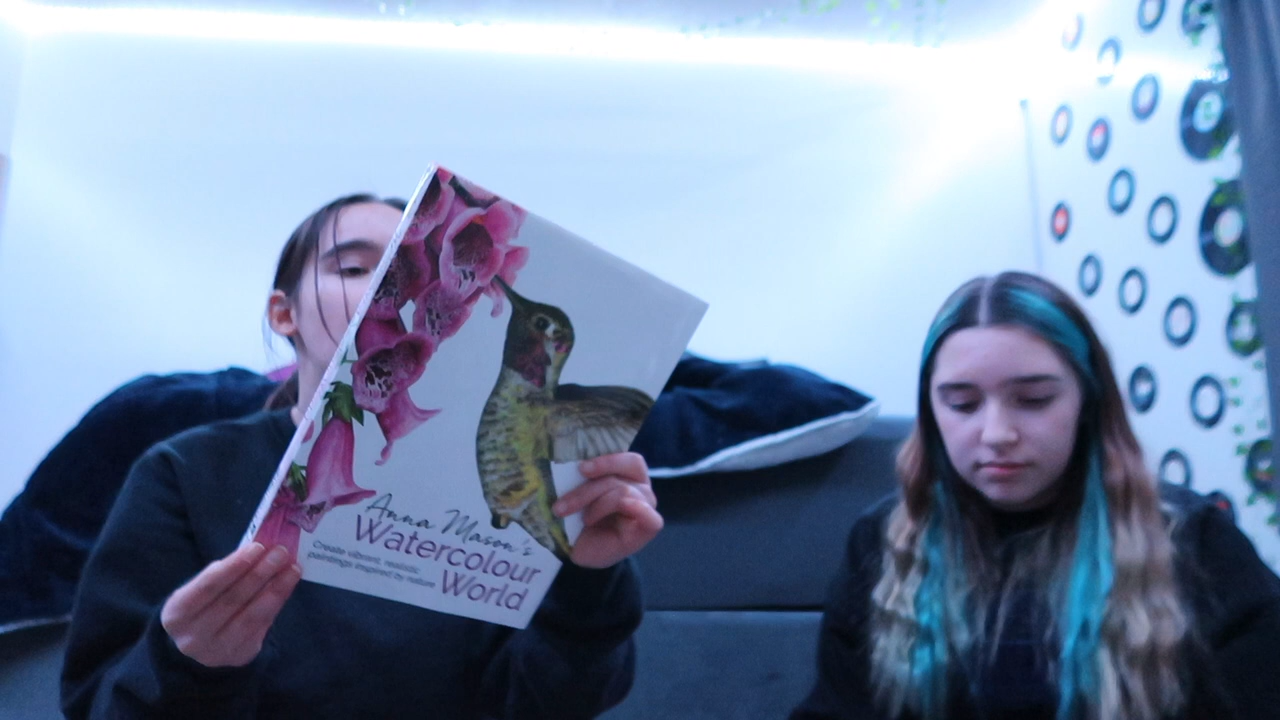 Anna Mason's
Watercolour
World
Create vibrant, realistic
paintings inspired by nature